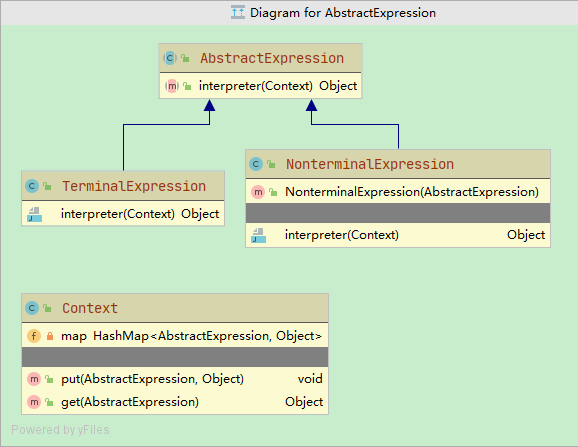 Diagram for AbstractExpression
AbstractExpression
interpreter(Context) Object
TerminalExpression
interpreter(Context) Object
NonterminalExpression
NonterminalExpression(AbstractExpression)
interpreter(Context) Object
Context
map HashMap<AbstractExpression, Object>
put(AbstractExpression, Object) void
get(AbstractExpression) Object
Powered by yFiles